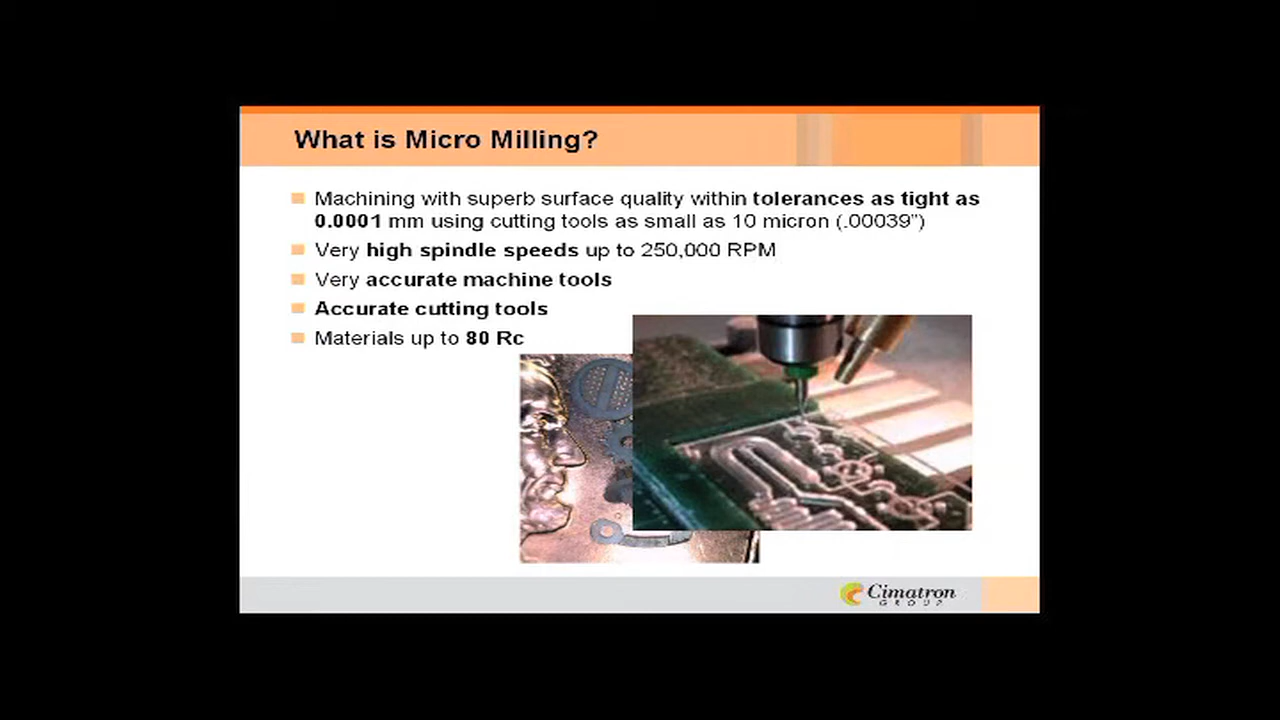 What is Micro Milling?
Machining with superb surface quality within tolerances as tight as
0.0001 mm using cutting tools as small as 10 micron (.00039”)
Very high spindle speeds up to 250,000 RPM
Very accurate machine tools
Accurate cutting tools
Materials up to 80 Rc
Cimatron
GROUP